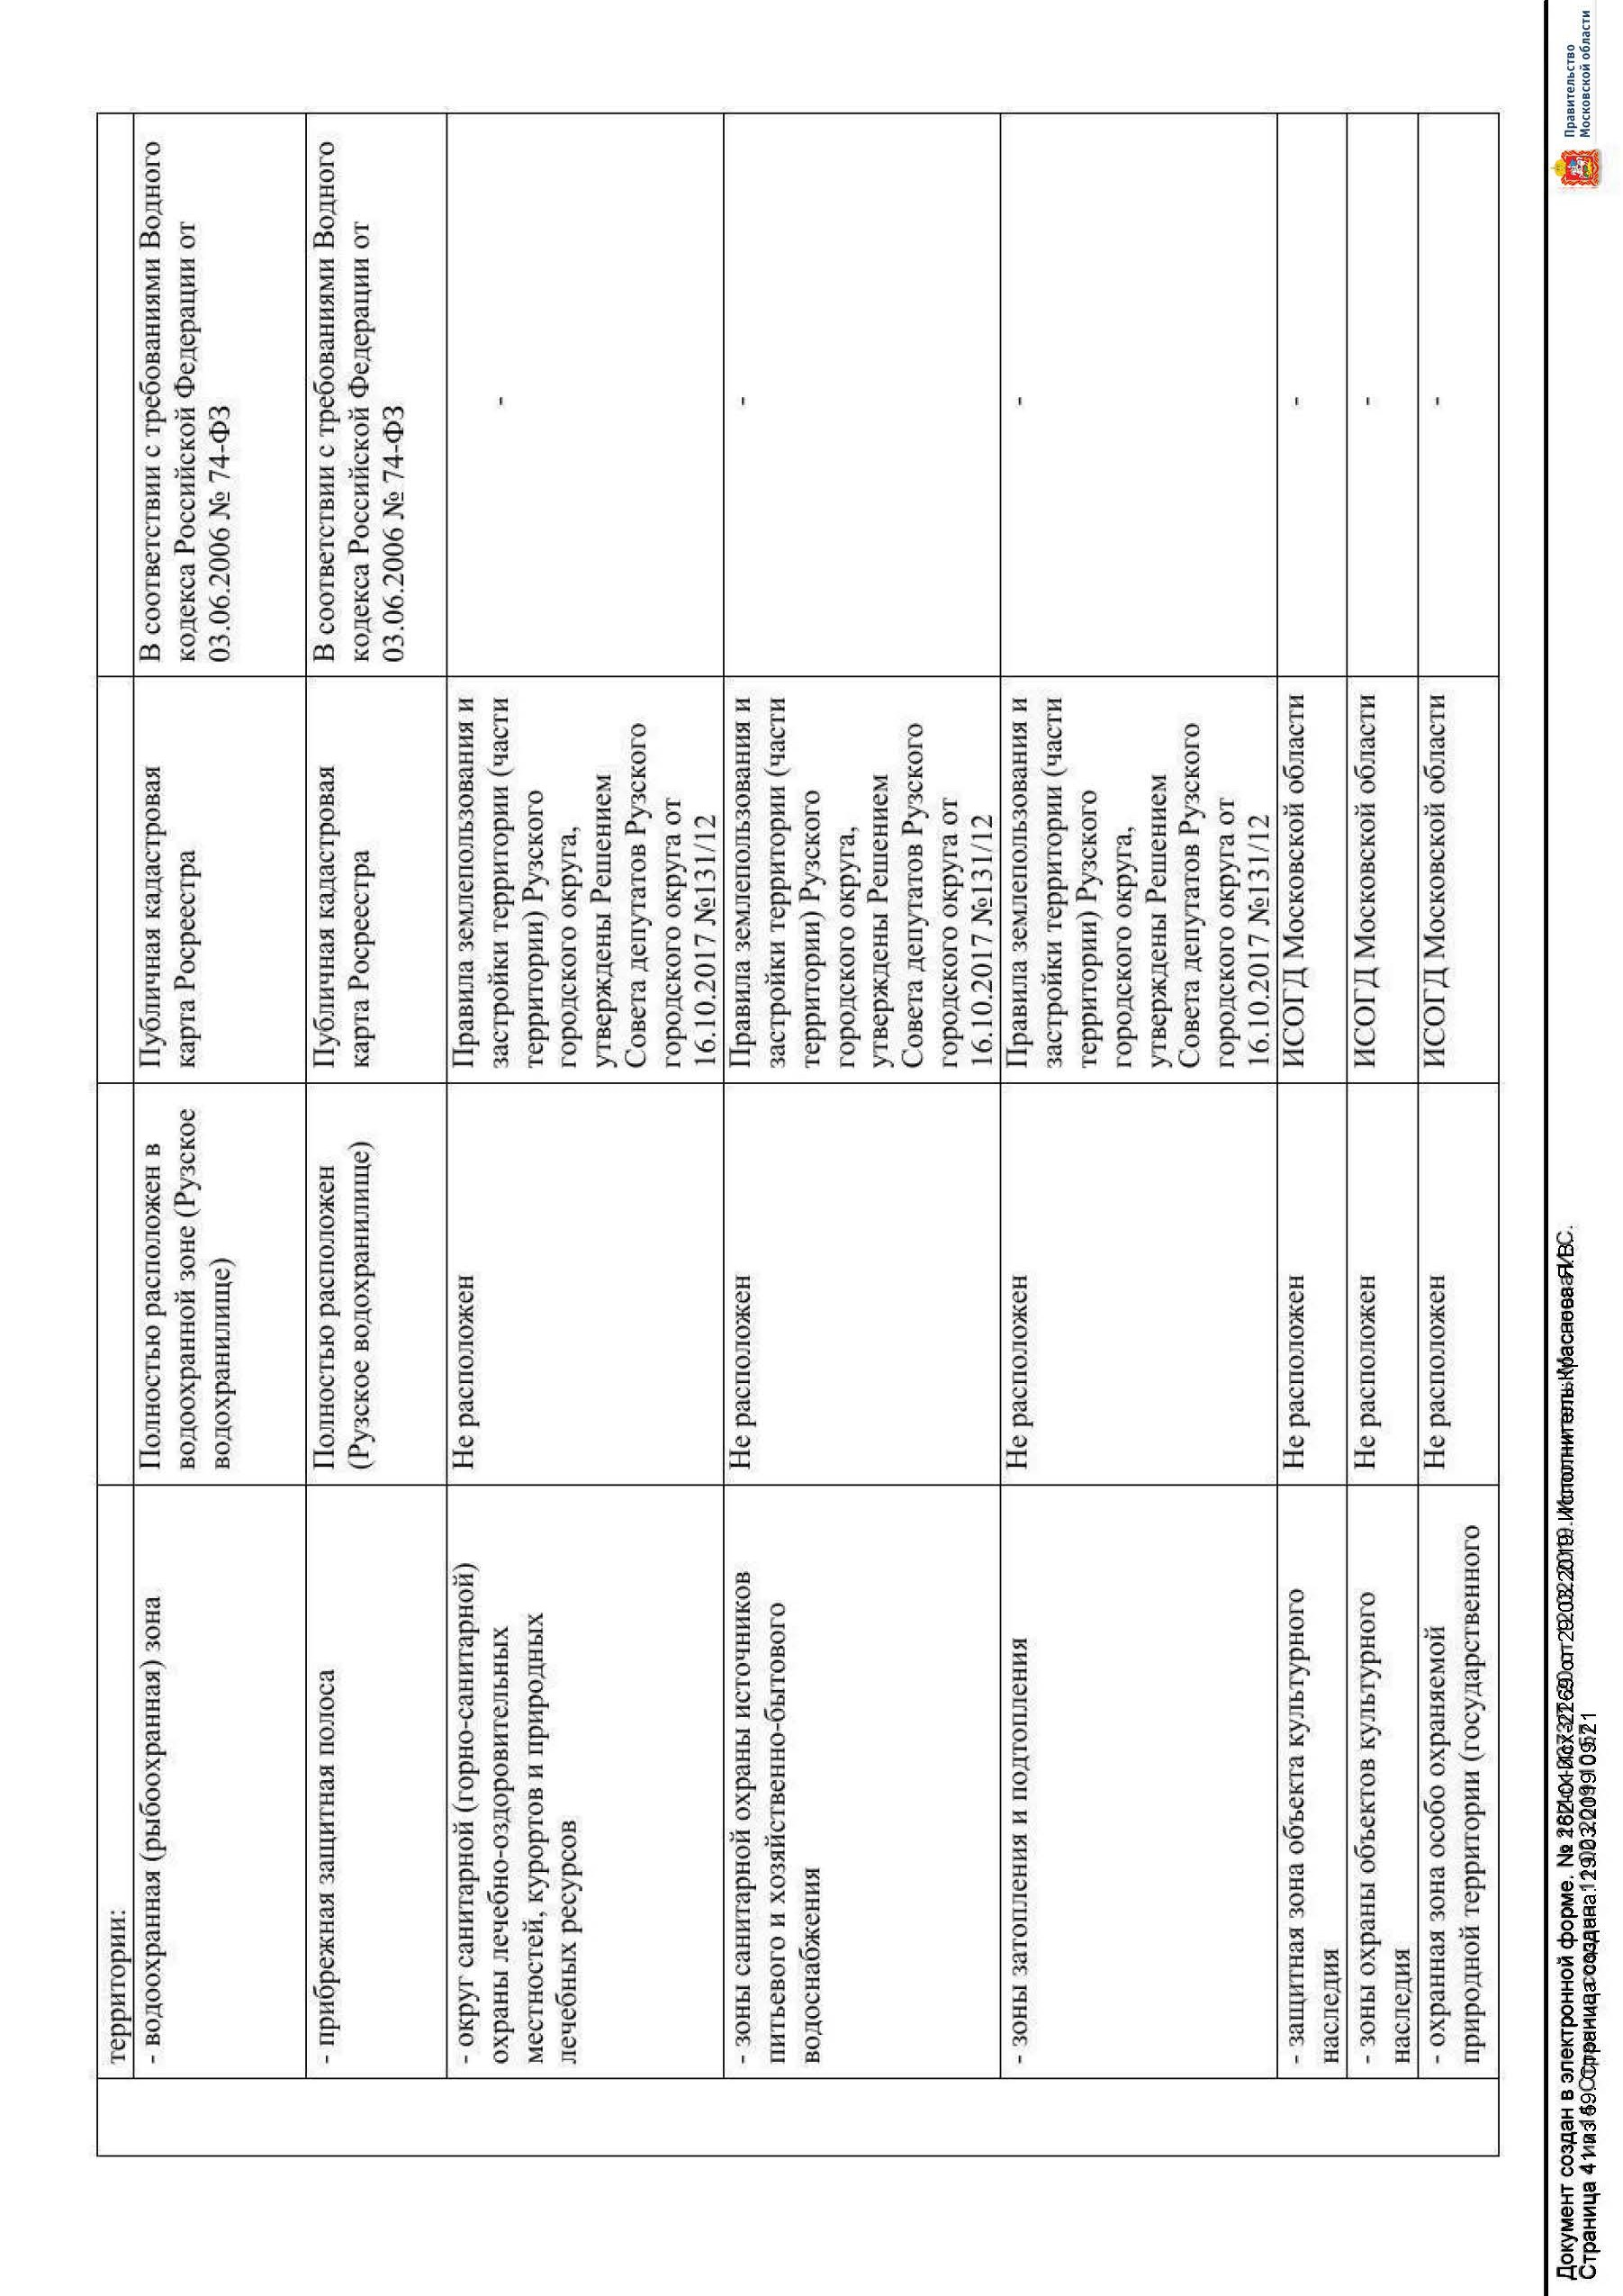 территории:
- водоохранная (рыбоохранная) зона
Полностью расположен в
водоохранной зоне (Рузское
водохранилище)
Публичная кадастровая
карта Росреестра
В соответствии с требованиями Водного
кодекса Российской Федерации от
03.06.2006 № 74-ФЗ
- прибрежная защитная полоса
Полностью расположен
(Рузское водохранилище)
Публичная кадастровая
карта Росреестра
В соответствии с требованиями Водного
кодекса Российской Федерации от
03.06.2006 № 74-ФЗ
- округ санитарной (горно-санитарной)
охраны лечебно-оздоровительных
местностей, курортов и природных
лечебных ресурсов
Не расположен
Правила землепользования и
застройки территории (части
территории) Рузского
городского округа,
утверждены Решением
Совета депутатов Рузского
городского округа от
16.10.2017 №131/12
-
- зоны санитарной охраны источников
питьевого и хозяйственно-бытового
водоснабжения
Не расположен
Правила землепользования и
застройки территории (части
территории) Рузского
городского округа,
утверждены Решением
Совета депутатов Рузского
городского округа от
16.10.2017 №131/12
-
- зоны затопления и подтопления
Не расположен
Правила землепользования и
застройки территории (части
территории) Рузского
городского округа,
утверждены Решением
Совета депутатов Рузского
городского округа от
16.10.2017 №131/12
-
- защитная зона объекта культурного
наследия
Не расположен
ИСОГД Московской области
-
- зоны охраны объектов культурного
наследия
Не расположен
ИСОГД Московской области
-
- охранная зона особо охраняемой
природной территории (государственного
Не расположен
ИСОГД Московской области
-
Документ создан в электронной форме. №
Страница создана:
Правительство
Московской области